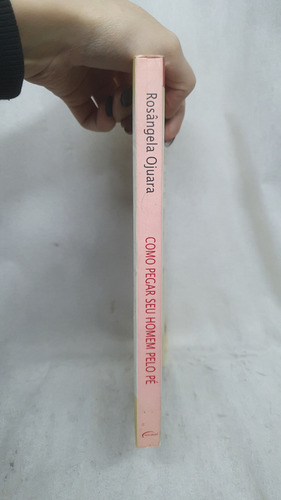 Rosângela Ojuara
COMO PEGAR SEU HOMEM PELO PÉ